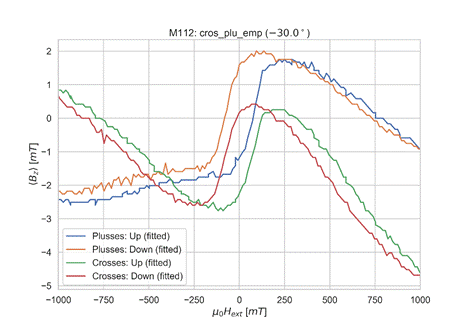 M112: cros_plu_emp (−30.0°)
2
1
0
−1
−2
−3
−4
−5
⟨B_z⟩ [mT]
Plusses: Up (fitted)
Plusses: Down (fitted)
Crosses: Up (fitted)
Crosses: Down (fitted)
−1000 −750 −500 −250 0 250 500 750 1000
μ₀H_ext [mT]